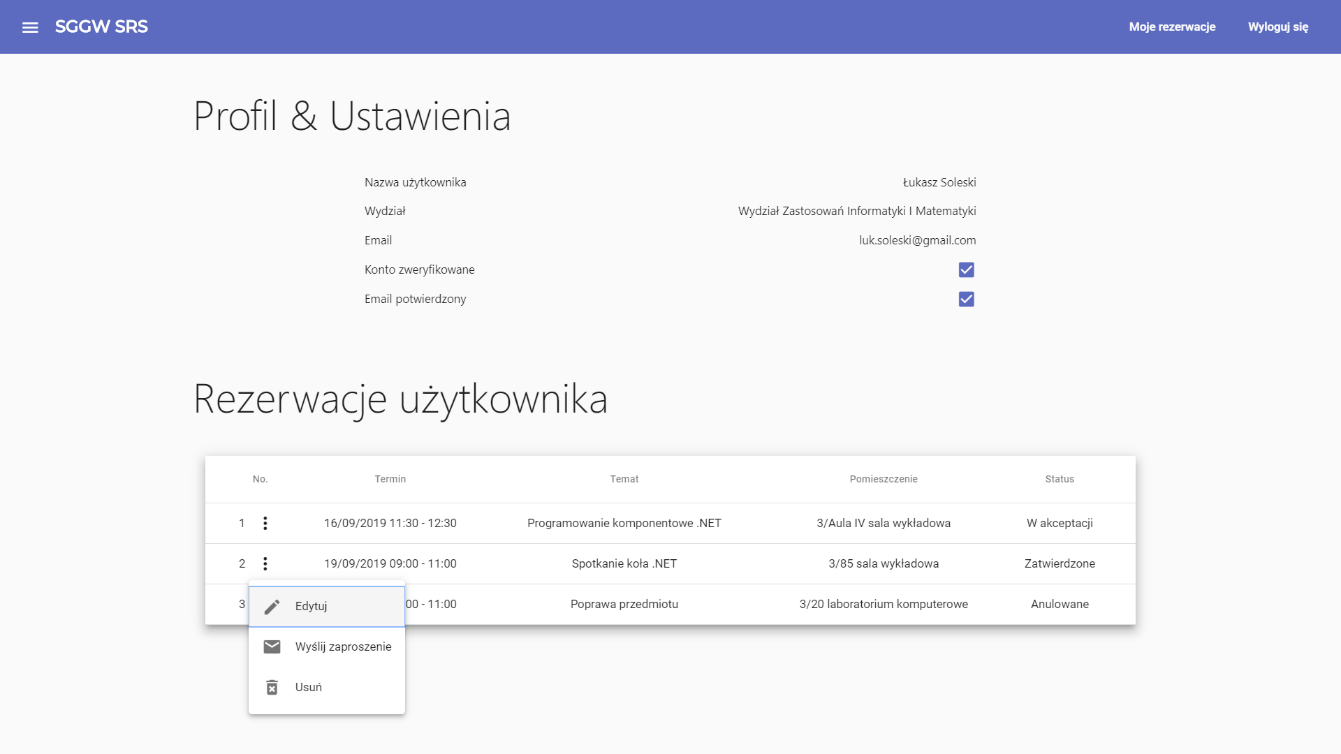 SGGW SRS Moje rezerwacje Wyloguj się
Profil & Ustawienia
Nazwa użytkownika Łukasz Soleski
Wydział Wydział Zastosowań Informatyki I Matematyki
Email luk.soleski@gmail.com
Konto zweryfikowane
Email potwierdzony
Rezerwacje użytkownika
No. Termin Temat Pomieszczenie Status
1 16/09/2019 11:30 - 12:30 Programowanie komponentowe .NET 3/Aula IV sala wykładowa W akceptacji
2 19/09/2019 09:00 - 11:00 Spotkanie koła .NET 3/85 sala wykładowa Zatwierdzone
3 :00 - 11:00 Poprawa przedmiotu 3/20 laboratorium komputerowe Anulowane
Edytuj
Wyślij zaproszenie
Usuń